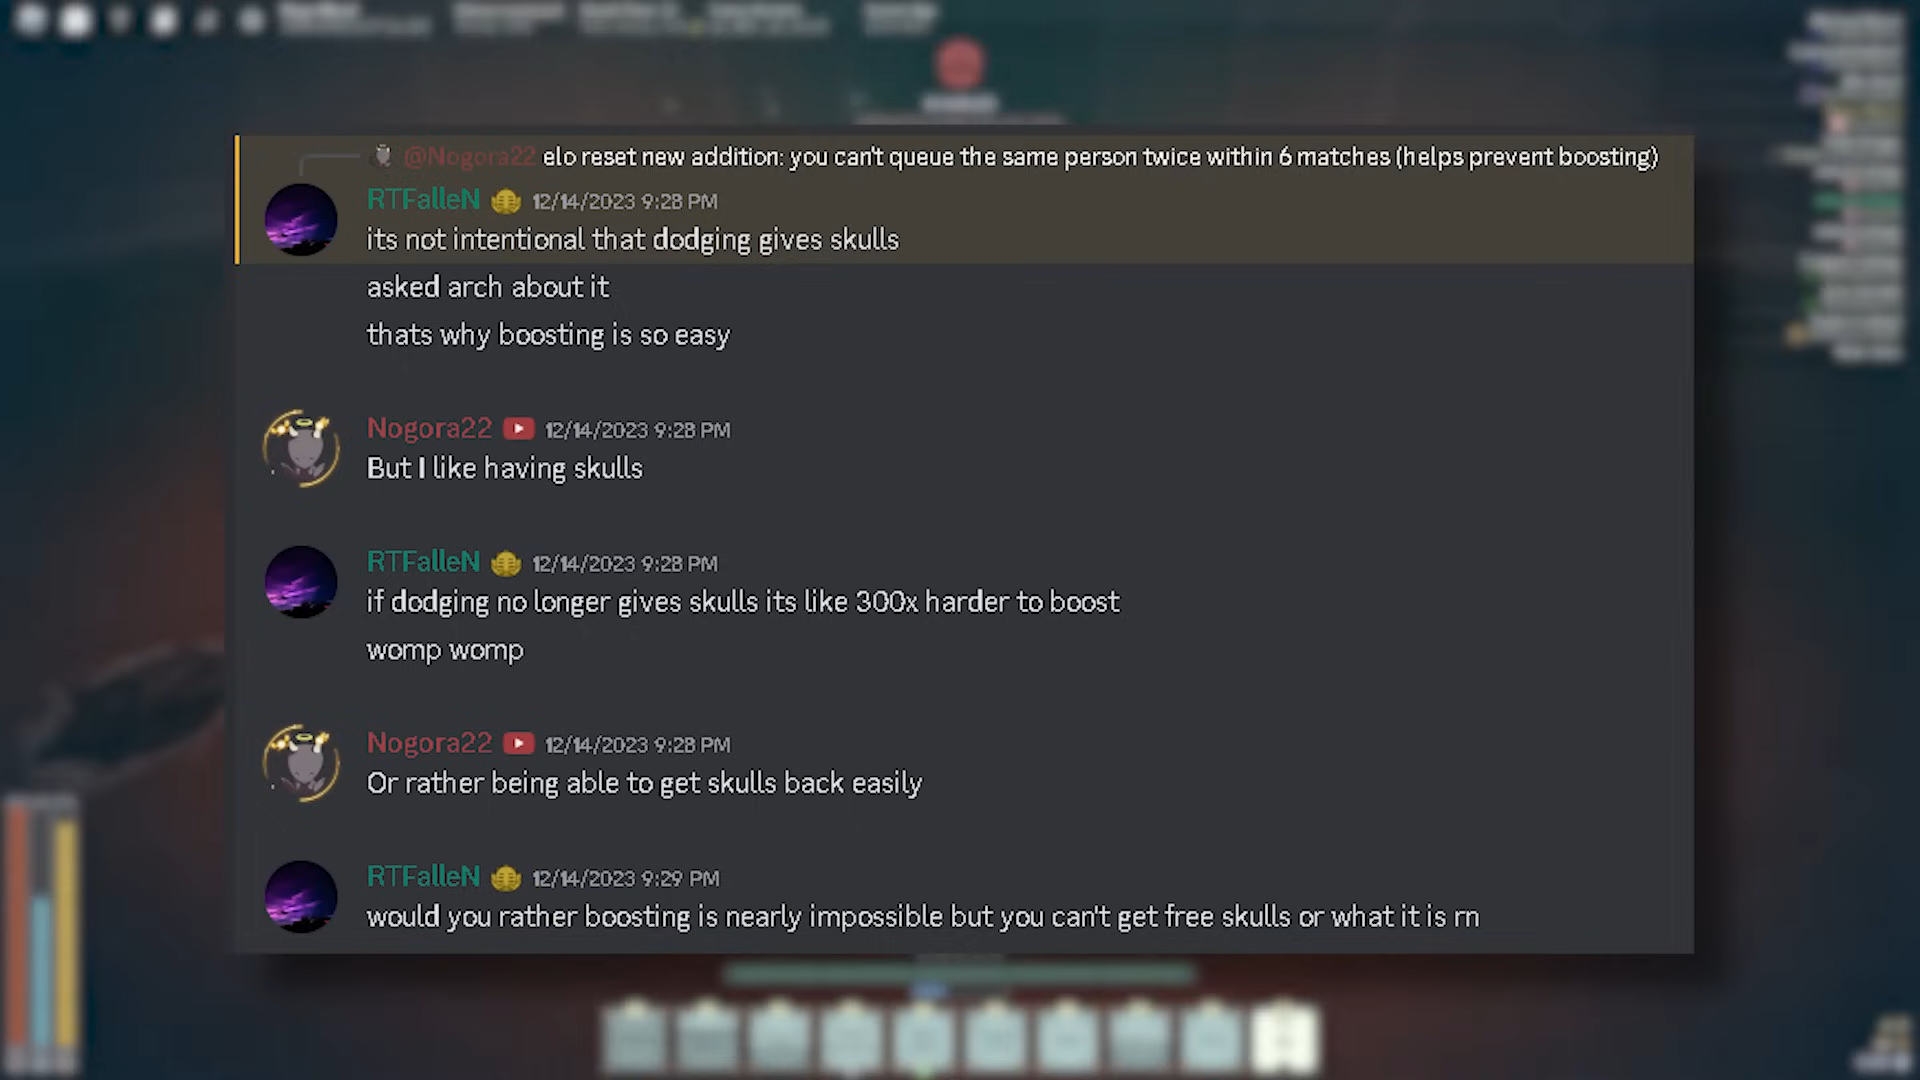 @Nogora22 elo reset new addition: you can't queue the same person twice within 6 matches (helps prevent boosting)
RTFalleN 12/14/2023 9:28 PM
its not intentional that dodging gives skulls
asked arch about it
thats why boosting is so easy
Nogora22 12/14/2023 9:28 PM
But I like having skulls
RTFalleN 12/14/2023 9:28 PM
if dodging no longer gives skulls its like 300x harder to boost
womp womp
Nogora22 12/14/2023 9:28 PM
Or rather being able to get skulls back easily
RTFalleN 12/14/2023 9:29 PM
would you rather boosting is nearly impossible but you can't get free skulls or what it is rn